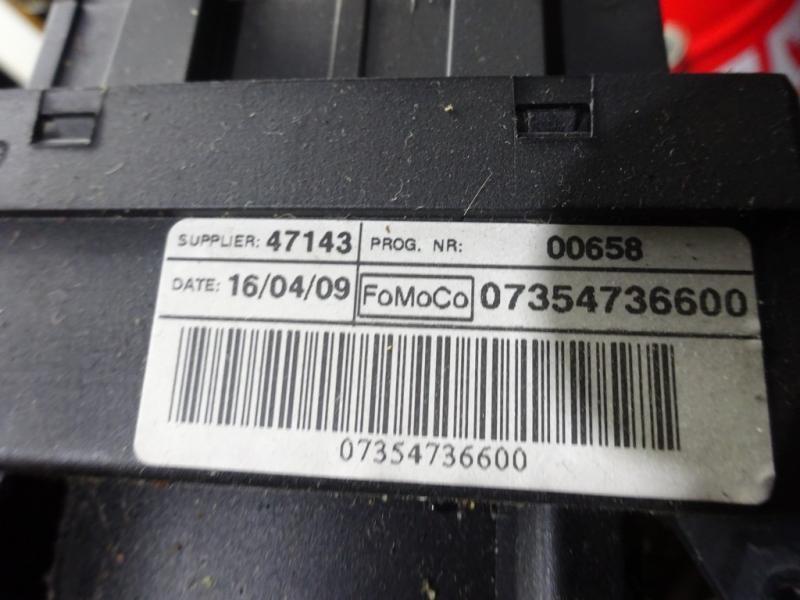 SUPPLIER: 47143 PROG. NR: 00658
DATE: 16/04/09 FoMoCo 07354736600
07354736600